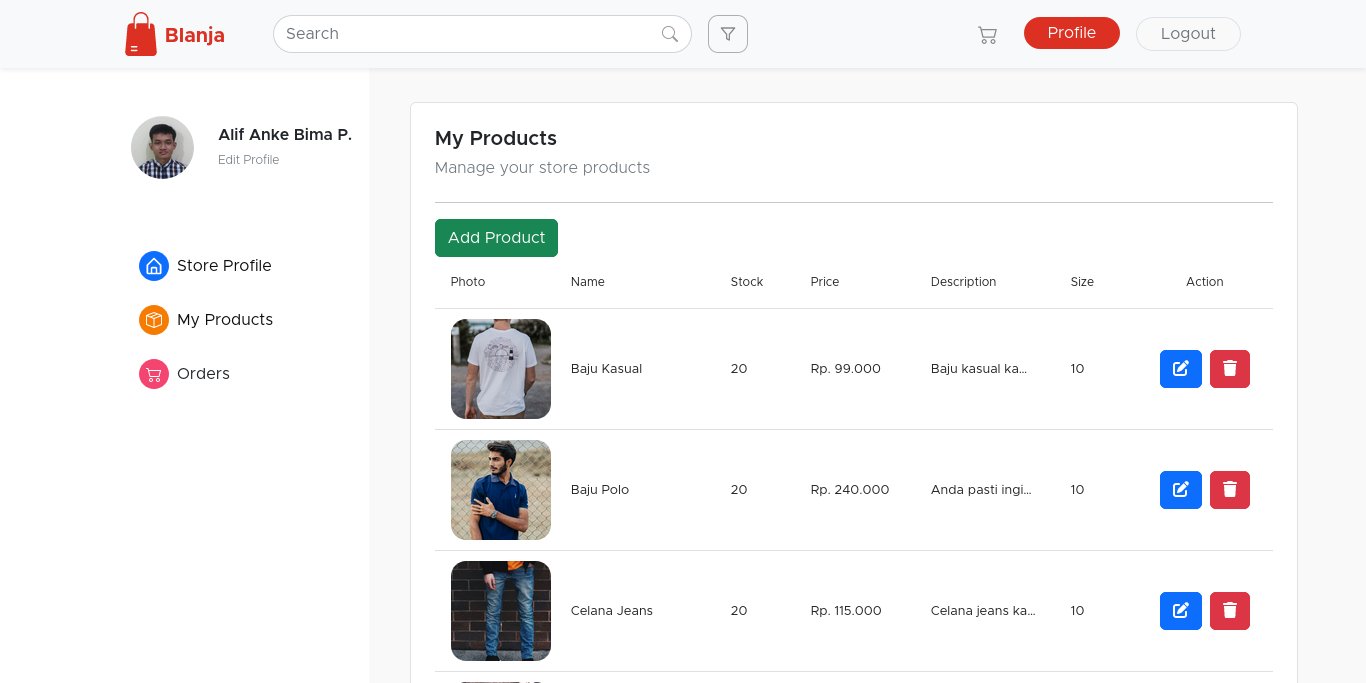 Blanja
Search
Profile
Logout
Alif Anke Bima P.
Edit Profile
Store Profile
My Products
Orders
My Products
Manage your store products
Add Product
Photo Name Stock Price Description Size Action
Baju Kasual 20 Rp. 99.000 Baju kasual ka... 10
Baju Polo 20 Rp. 240.000 Anda pasti ingi... 10
Celana Jeans 20 Rp. 115.000 Celana jeans ka... 10